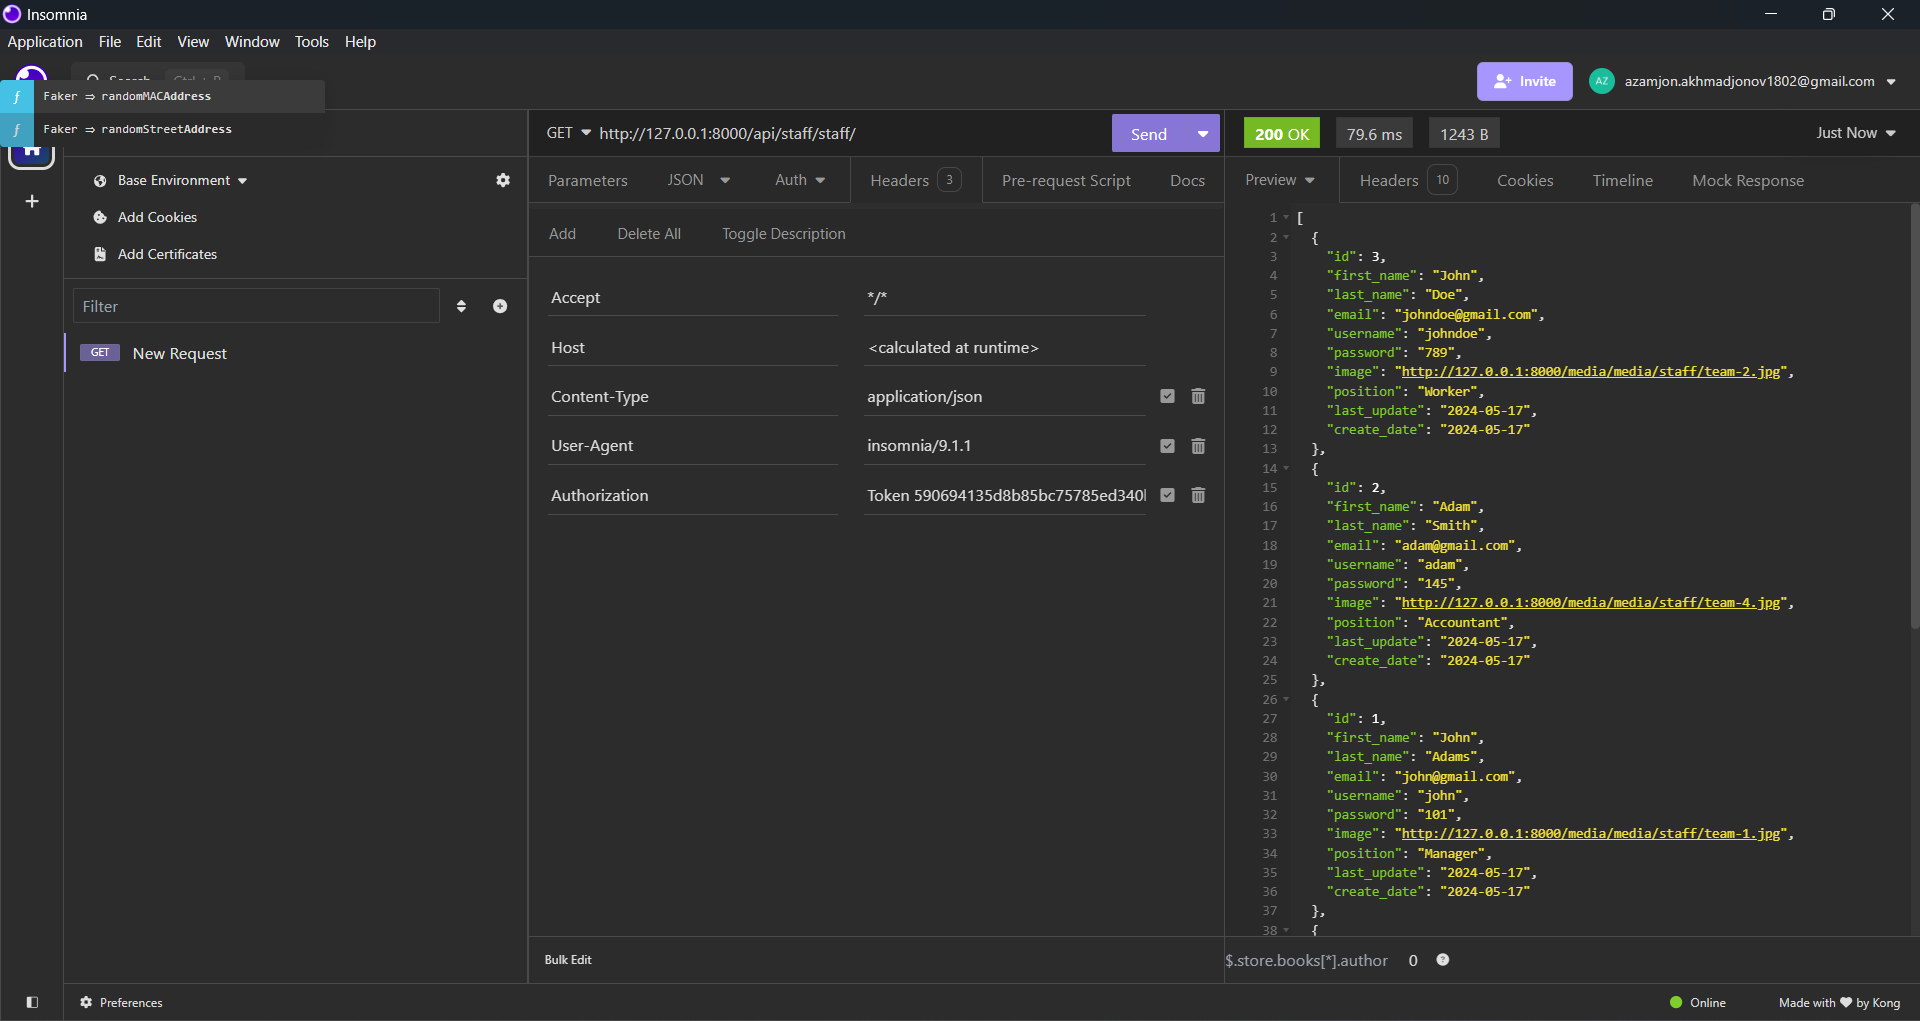 Insomnia
Application File Edit View Window Tools Help
Faker ⇒ randomMACAddress
Faker ⇒ randomStreetAddress
Invite
AZ
azamjon.akhmadjonov1802@gmail.com
GET http://127.0.0.1:8000/api/staff/staff/
Send
200 OK 79.6 ms 1243 B
Just Now
Base Environment
Add Cookies
Add Certificates
Filter
GET New Request
Parameters JSON Auth Headers 3 Pre-request Script Docs
Add Delete All Toggle Description
Accept */*
Host <calculated at runtime>
Content-Type application/json
User-Agent insomnia/9.1.1
Authorization Token 590694135d8b85bc75785ed340
Bulk Edit
Preview Headers 10 Cookies Timeline Mock Response
1 [
2 {
3 "id": 3,
4 "first_name": "John",
5 "last_name": "Doe",
6 "email": "johndoe@gmail.com",
7 "username": "johndoe",
8 "password": "789",
9 "image": "http://127.0.0.1:8000/media/media/staff/team-2.jpg",
10 "position": "Worker",
11 "last_update": "2024-05-17",
12 "create_date": "2024-05-17"
13 },
14 {
15 "id": 2,
16 "first_name": "Adam",
17 "last_name": "Smith",
18 "email": "adam@gmail.com",
19 "username": "adam",
20 "password": "145",
21 "image": "http://127.0.0.1:8000/media/media/staff/team-4.jpg",
22 "position": "Accountant",
23 "last_update": "2024-05-17",
24 "create_date": "2024-05-17"
25 },
26 {
27 "id": 1,
28 "first_name": "John",
29 "last_name": "Adams",
30 "email": "john@gmail.com",
31 "username": "john",
32 "password": "101",
33 "image": "http://127.0.0.1:8000/media/media/staff/team-1.jpg",
34 "position": "Manager",
35 "last_update": "2024-05-17",
36 "create_date": "2024-05-17"
37 },
38 {
$.store.books[*].author 0
Preferences
Online
Made with ❤ by Kong